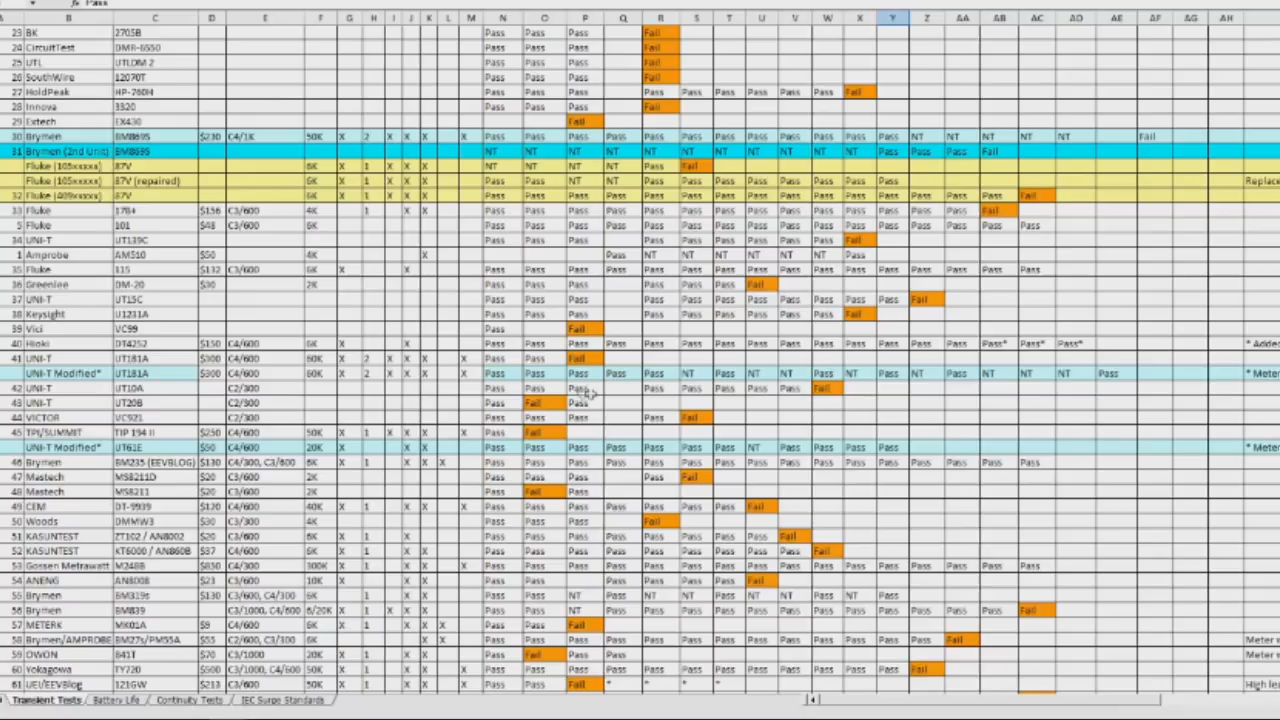 fx Pass
B C D E F G H I J K L M N O P Q R S T U V W X Y Z AA AB AC AD AE AF AG AH
23 BK 2705B Pass Pass Pass Fail
24 CircuitTest DMR-6550 Pass Pass Pass Fail
25 UTL UTLDM 2 Pass Pass Pass Fail
26 SouthWire 12070T Pass Pass Pass Fail
27 HoldPeak HP-760H Pass Pass Pass Pass Pass Pass Pass Pass Fail
28 Innova 3320 Pass Pass Pass Fail
29 Extech EX430 Fail
30 Brymen BM869S $230 C4/1K 50K X 2 X X X X Pass Pass Pass Pass Pass Pass Pass Pass Pass Pass Pass Pass NT NT NT NT NT Fail
31 Brymen (2nd Unit) BM869S NT NT NT NT NT NT NT NT NT NT NT Pass Pass Pass Fail
Fluke (105xxxxx) 87V 6K X 1 X X X NT NT NT NT Pass Fail
Fluke (105xxxxx) 87V (repaired) 6K X 1 X X X Pass Pass NT NT Pass Pass Pass Pass Pass Pass Pass Pass Replace
32 Fluke (409xxxxx) 87V 6K X 1 X X X Pass Pass Pass Pass Pass Pass Pass Pass Pass Pass Pass Pass Pass Pass Pass Fail
33 Fluke 17B+ $156 C3/600 4K 1 X X Pass Pass Pass Pass Pass Pass Pass Pass Pass Pass Pass Pass Pass Fail
5 Fluke 101 $48 C3/600 6K Pass Pass Pass Pass Pass Pass Pass Pass Pass Pass Pass Pass Pass Pass Pass
34 UNI-T UT139C Pass Pass Pass Pass Pass Pass Pass Pass Pass Fail
1 Amprobe AM510 $50 4K X Pass NT NT NT NT NT NT Pass
35 Fluke 115 $132 C3/600 6K X X Pass Pass Pass Pass Pass Pass Pass Pass Pass Pass Pass Pass Pass Pass Pass Pass
36 Greenlee DM-20 $30 2K Pass Pass Pass Pass Pass Pass Fail
37 UNI-T UT15C Pass Pass Pass Pass Pass Pass Pass Pass Pass Pass Pass Fail
38 Keysight U1231A Pass Pass Pass Pass Pass Pass Pass Pass Pass Fail
39 Vici VC99 Pass Fail
40 Hioki DT4252 $150 C4/600 6K X X Pass Pass Pass Pass Pass Pass Pass Pass Pass Pass Pass Pass Pass Pass Pass* Pass* Pass* * Added
41 UNI-T UT181A $300 C4/600 60K X 2 X X X X Pass Pass Fail
UNI-T Modified* UT181A $300 C4/600 60K X 2 X X X X Pass Pass Pass Pass Pass NT Pass NT Pass Pass NT Pass NT Pass NT NT NT Pass * Meter
42 UNI-T UT10A C2/300 Pass Pass Pass Pass Pass Pass Pass Pass Fail
43 UNI-T UT20B C2/300 Pass Fail Pass
44 VICTOR VC921 C2/300 Pass Pass Pass Pass Fail
45 TPI/SUMMIT TIP 194 II $250 C4/600 50K X 1 X X X Pass Fail
UNI-T Modified* UT61E $50 C4/600 20K X X X Pass Pass Pass Pass Pass Pass Pass NT Pass Pass Pass Pass * Meter
46 Brymen BM235 (EEVBLOG) $130 C4/300, C3/600 6K X 1 X X X Pass Pass Pass Pass Pass Pass Pass Pass Pass Pass Pass Pass Pass Pass Pass Pass
47 Mastech MS8211D $20 C3/600 2K X X Pass Pass Pass Pass Fail
48 Mastech MS8211 $20 C3/600 2K Pass Fail Pass
49 CEM DT-9939 $120 C4/600 40K X 1 X X Pass Pass Pass Pass Pass Pass Fail
50 Woods DMMW3 $30 C3/300 4K Pass Pass Pass Fail
51 KASUNTEST ZT102 / AN8002 $20 C3/600 6K X 1 X Pass Pass Pass Pass Pass Pass Pass Fail
52 KASUNTEST KT6000 / AN860B $37 C4/600 6K X 1 X X Pass Pass Pass Pass Pass Pass Pass Pass Fail
53 Gossen Metrawatt M248B $850 C4/300 300K X 1 X X X Pass Pass Pass Pass Pass Pass Pass Pass Pass Pass Pass Pass Pass Pass Pass Pass
54 ANENG AN8008 $23 C3/600 10K X X Pass Pass Pass Pass Pass Pass Fail
55 Brymen BM319s $130 C3/600, C4/300 6K 1 X X Pass NT Pass Pass NT NT Pass NT Pass Pass NT Pass
56 Brymen BM839 C3/1000, C4/600 6/20K X 1 X X X NT Pass Pass Pass Pass Pass Pass Pass Pass Pass Pass Pass Pass Fail
57 METERK MK01A $9 C4/600 6K X 1 X X X Pass Pass Fail
58 Brymen/AMPROBE BM27s/PM55A $55 C2/600, C3/300 6K X X Pass Pass Pass Pass Pass Pass Pass Pass Pass Pass Pass Pass Pass Fail Meter w
59 OWON B41T $70 C3/1000 20K X X Pass Fail Pass Pass Meter w
60 Yokagowa TY720 $500 C3/1000, C4/600 50K X 1 X X X Pass Pass Pass Pass Pass Pass Pass Pass Pass Pass Pass Pass Fail
61 UEI/EEVBlog 121GW $213 C3/600 50K X 1 X X X Pass Pass Fail * * * * High lea
Transient Tests Battery Life Continuity Tests IEC Surge Standards